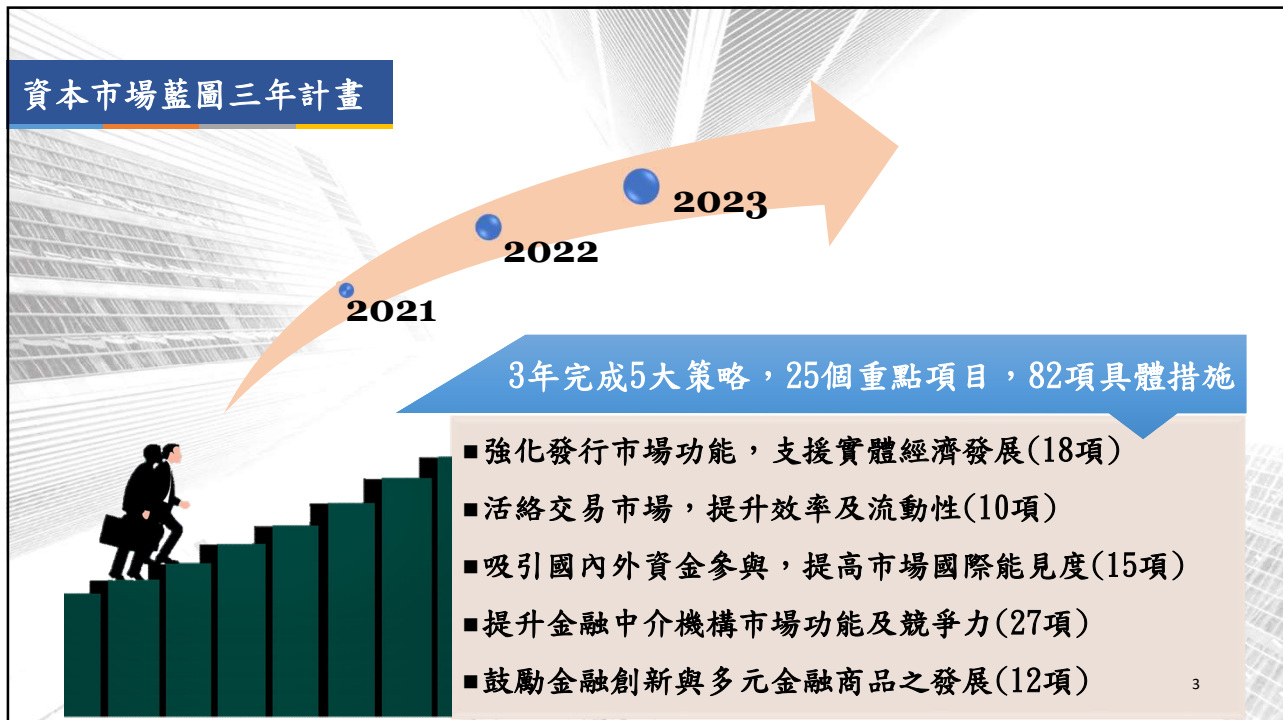 資本市場藍圖三年計畫
2023
2022
2021
3年完成5大策略，25個重點項目，82項具體措施
■強化發行市場功能，支援實體經濟發展(18項)
■活絡交易市場，提升效率及流動性(10項)
■吸引國內外資金參與，提高市場國際能見度(15項)
■提升金融中介機構市場功能及競爭力(27項)
■鼓勵金融創新與多元金融商品之發展(12項)
3